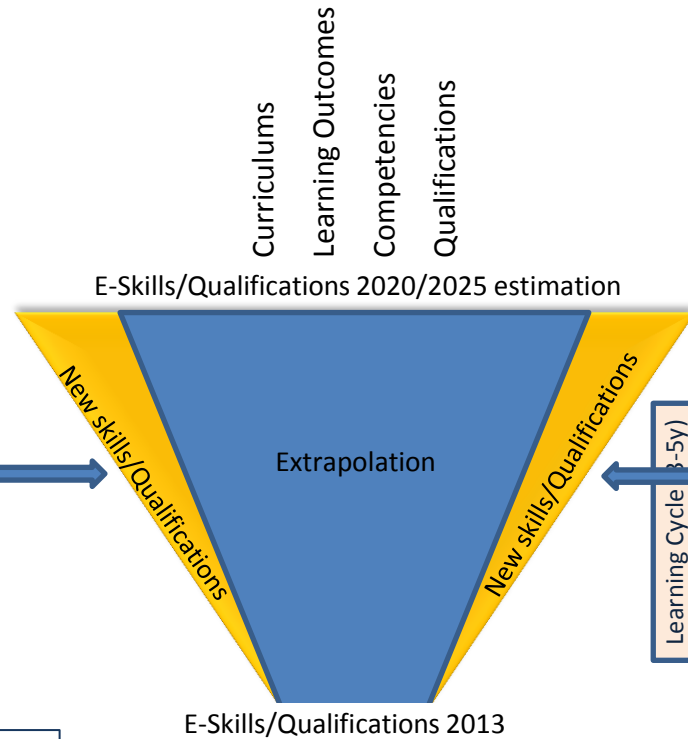 Curriculums
Learning Outcomes
Competencies
Qualifications
E-Skills/Qualifications 2020/2025 estimation
New skills/Qualifications
Extrapolation
New skills/Qualifications
Learning Cycle -5y)
E-Skills/Qualifications 2013